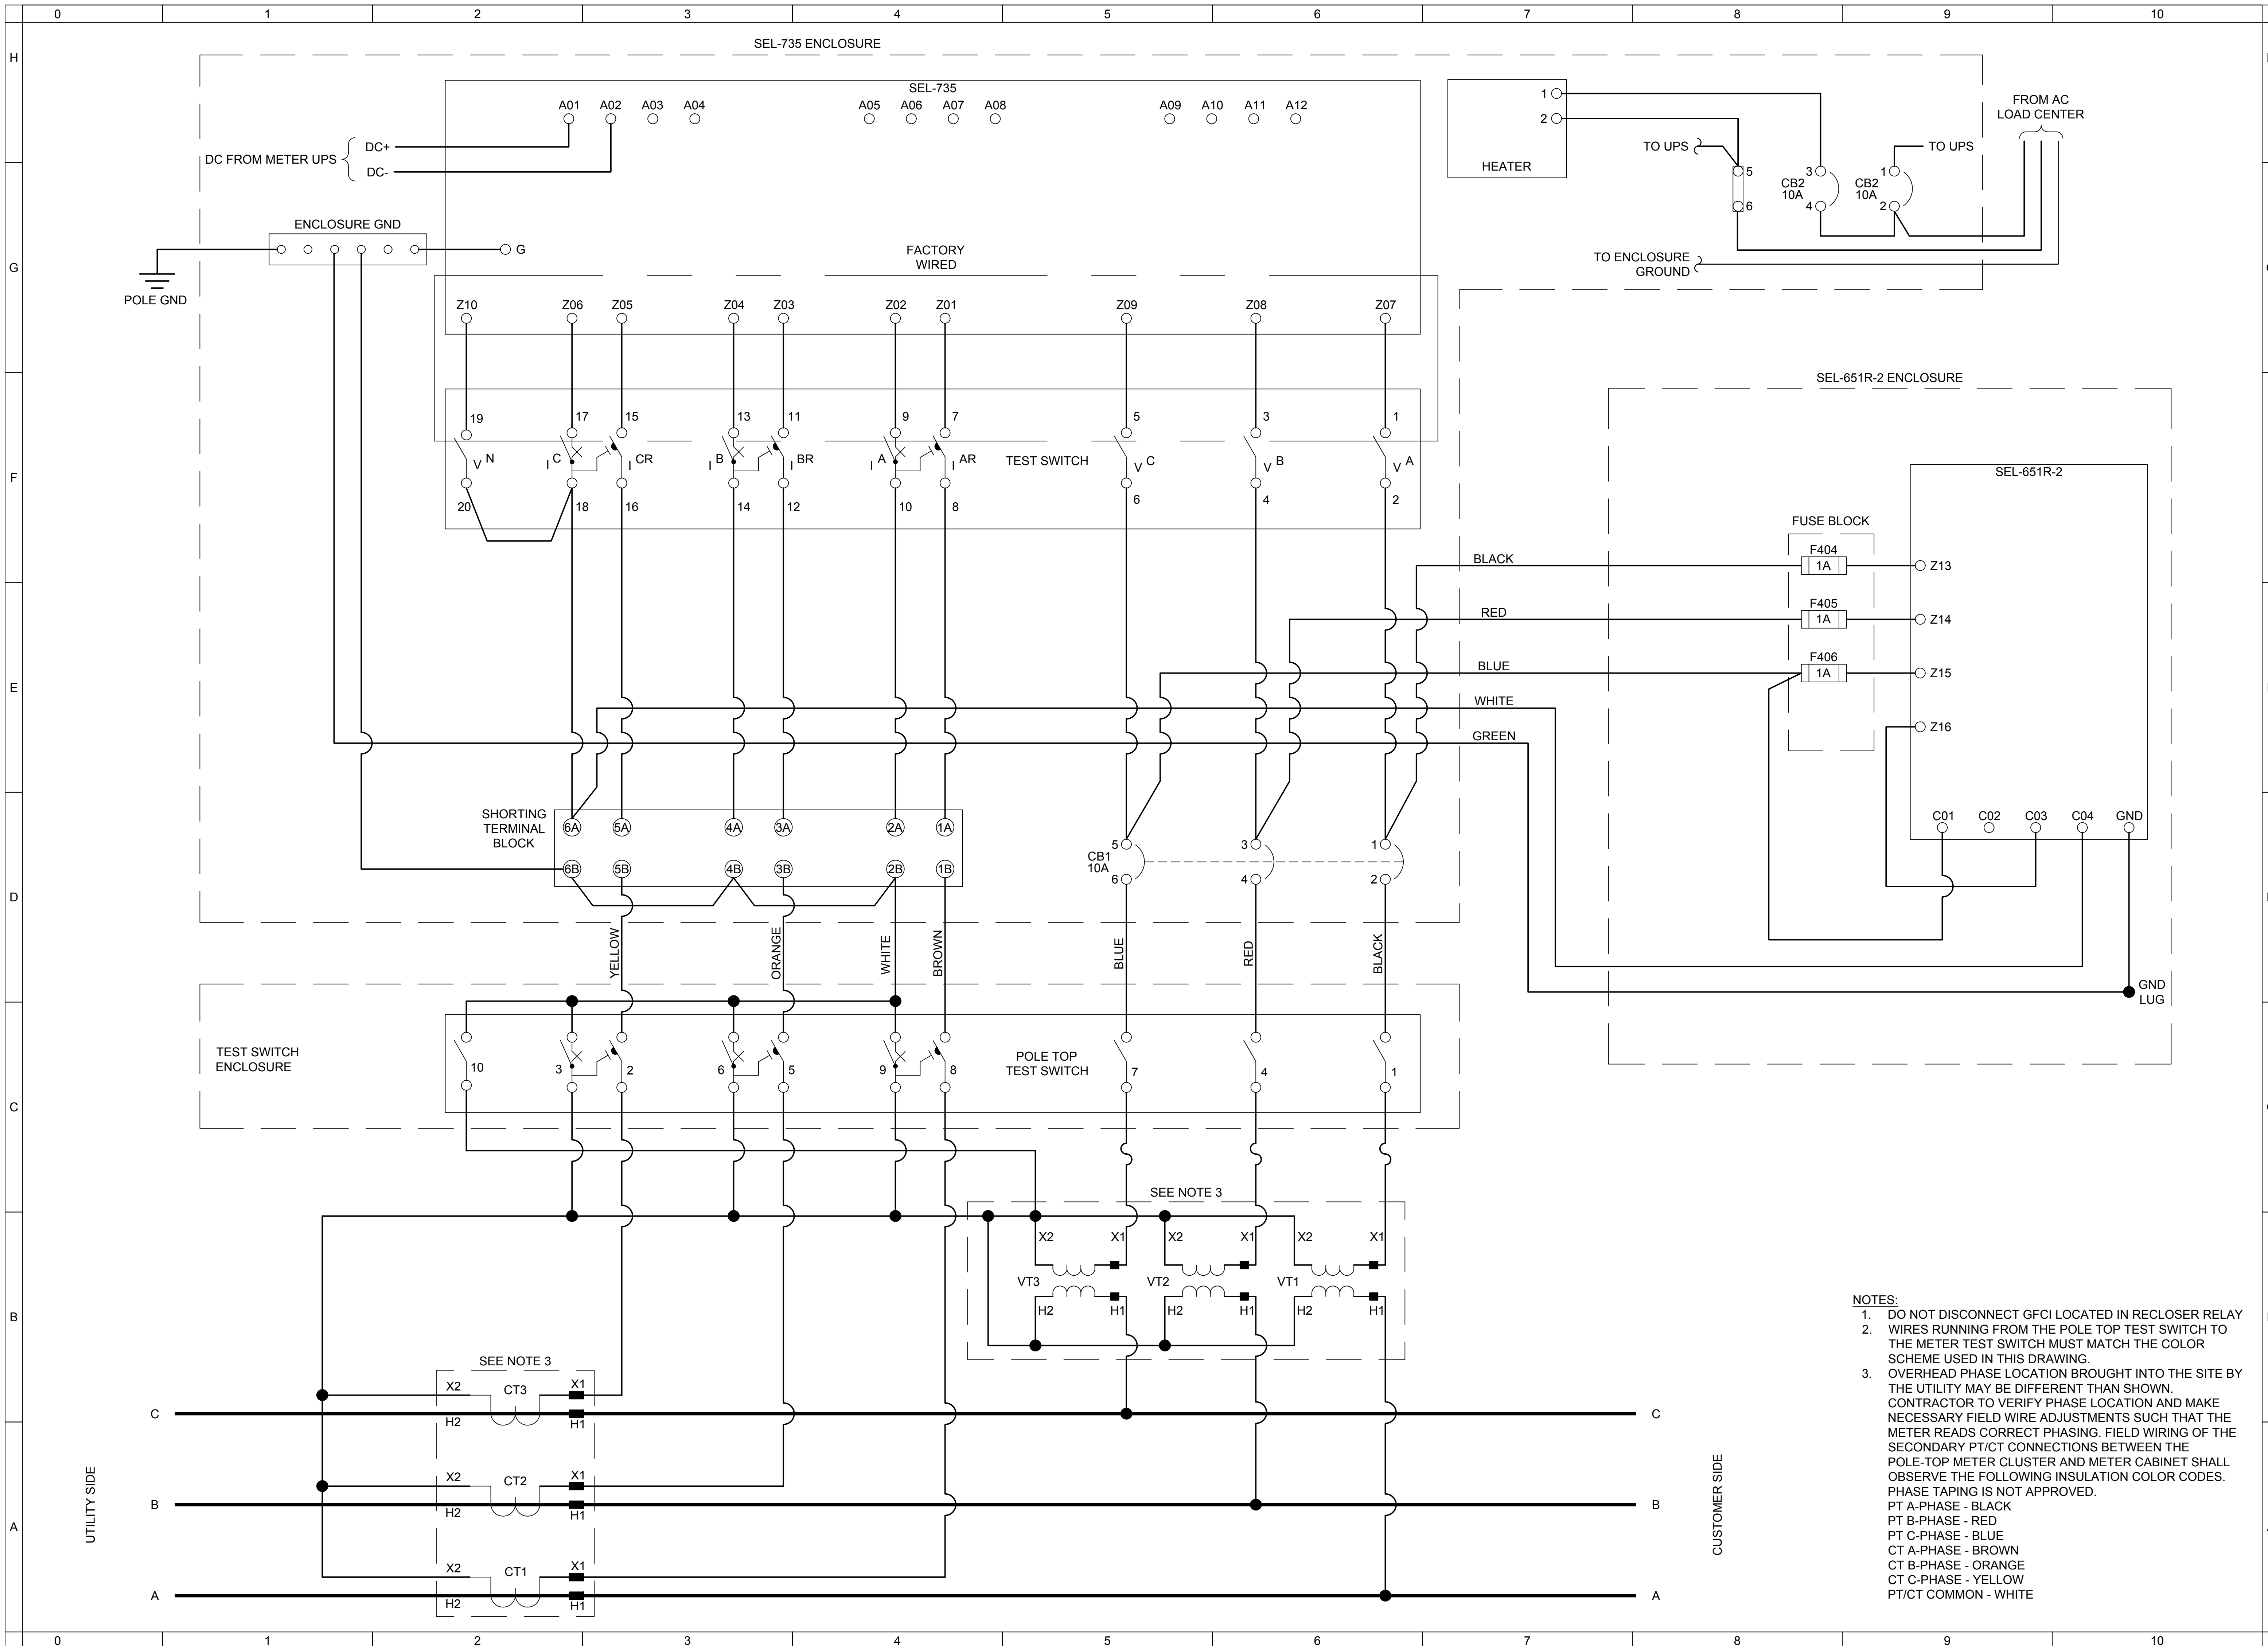 0 1 2 3 4 5 6 7 8 9 10
H
SEL-735 ENCLOSURE
SEL-735
A01 A02 A03 A04 A05 A06 A07 A08 A09 A10 A11 A12
DC FROM METER UPS
DC+
DC-
1
2
HEATER
FROM AC
LOAD CENTER
TO UPS
TO UPS
5
6
3
CB2
10A
4
1
CB2
10A
2
ENCLOSURE GND
G
POLE GND
G
FACTORY
WIRED
TO ENCLOSURE
GROUND
Z10 Z06 Z05 Z04 Z03 Z02 Z01 Z09 Z08 Z07
SEL-651R-2 ENCLOSURE
19 17 15 13 11 9 7 5 3 1
F
V N
I C
I CR
I B
I BR
I A
I AR
TEST SWITCH
V C
V B
V A
20 18 16 14 12 10 8 6 4 2
SEL-651R-2
FUSE BLOCK
F404
1A
Z13
BLACK
F405
1A
Z14
RED
F406
1A
Z15
BLUE
E
WHITE
Z16
GREEN
SHORTING
TERMINAL
BLOCK
6A 5A 4A 3A 2A 1A
6B 5B 4B 3B 2B 1B
5
CB1
10A
6
3
4
1
2
C01 C02 C03 C04 GND
D
YELLOW
ORANGE
WHITE
BROWN
BLUE
RED
BLACK
GND
LUG
TEST SWITCH
ENCLOSURE
10 3 2 6 5 9 8
POLE TOP
TEST SWITCH
7 4 1
C
SEE NOTE 3
X2 X1 X2 X1 X2 X1
VT3 VT2 VT1
H2 H1 H2 H1 H2 H1
B
SEE NOTE 3
X2 CT3 X1
C
H2 H1
C
X2 CT2 X1
B
H2 H1
B
X2 CT1 X1
A
H2 H1
A
UTILITY SIDE
CUSTOMER SIDE
A
NOTES:
1. DO NOT DISCONNECT GFCI LOCATED IN RECLOSER RELAY
2. WIRES RUNNING FROM THE POLE TOP TEST SWITCH TO
THE METER TEST SWITCH MUST MATCH THE COLOR
SCHEME USED IN THIS DRAWING.
3. OVERHEAD PHASE LOCATION BROUGHT INTO THE SITE BY
THE UTILITY MAY BE DIFFERENT THAN SHOWN.
CONTRACTOR TO VERIFY PHASE LOCATION AND MAKE
NECESSARY FIELD WIRE ADJUSTMENTS SUCH THAT THE
METER READS CORRECT PHASING. FIELD WIRING OF THE
SECONDARY PT/CT CONNECTIONS BETWEEN THE
POLE-TOP METER CLUSTER AND METER CABINET SHALL
OBSERVE THE FOLLOWING INSULATION COLOR CODES.
PHASE TAPING IS NOT APPROVED.
PT A-PHASE - BLACK
PT B-PHASE - RED
PT C-PHASE - BLUE
CT A-PHASE - BROWN
CT B-PHASE - ORANGE
CT C-PHASE - YELLOW
PT/CT COMMON - WHITE
0 1 2 3 4 5 6 7 8 9 10